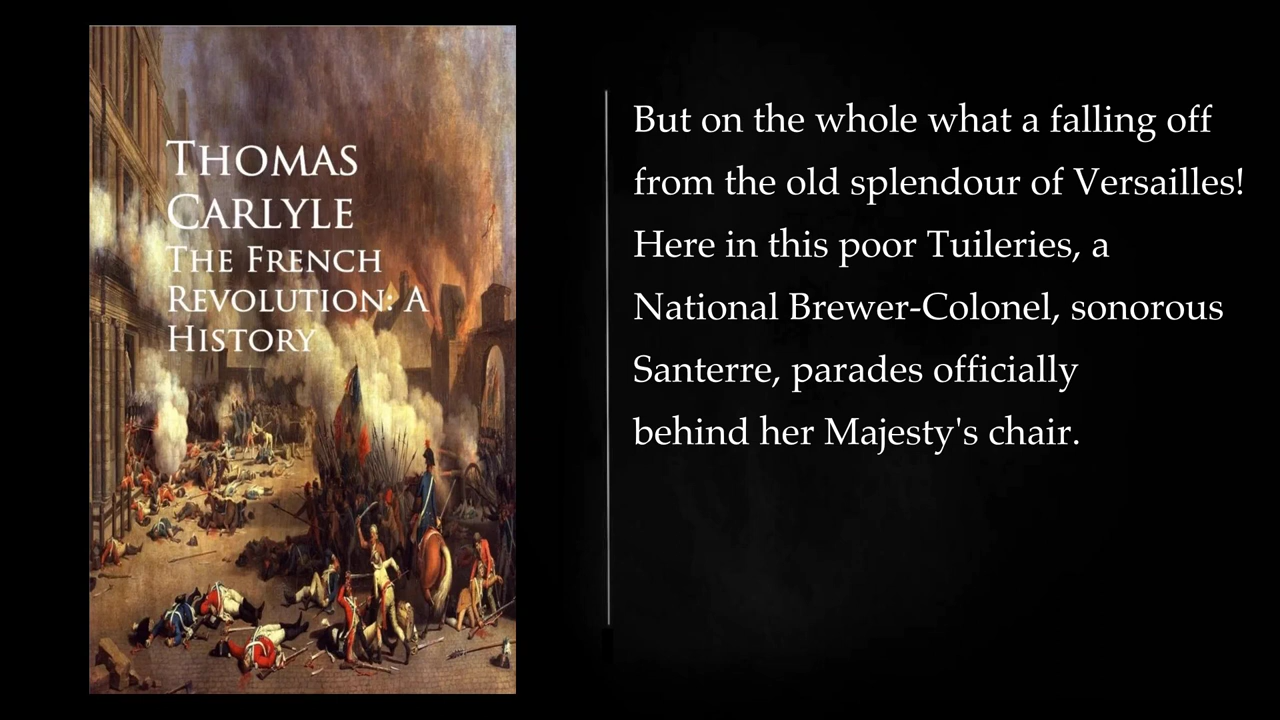 THOMAS
CARLYLE
THE FRENCH
REVOLUTION: A
HISTORY
But on the whole what a falling off
from the old splendour of Versailles!
Here in this poor Tuileries, a
National Brewer-Colonel, sonorous
Santerre, parades officially
behind her Majesty's chair.